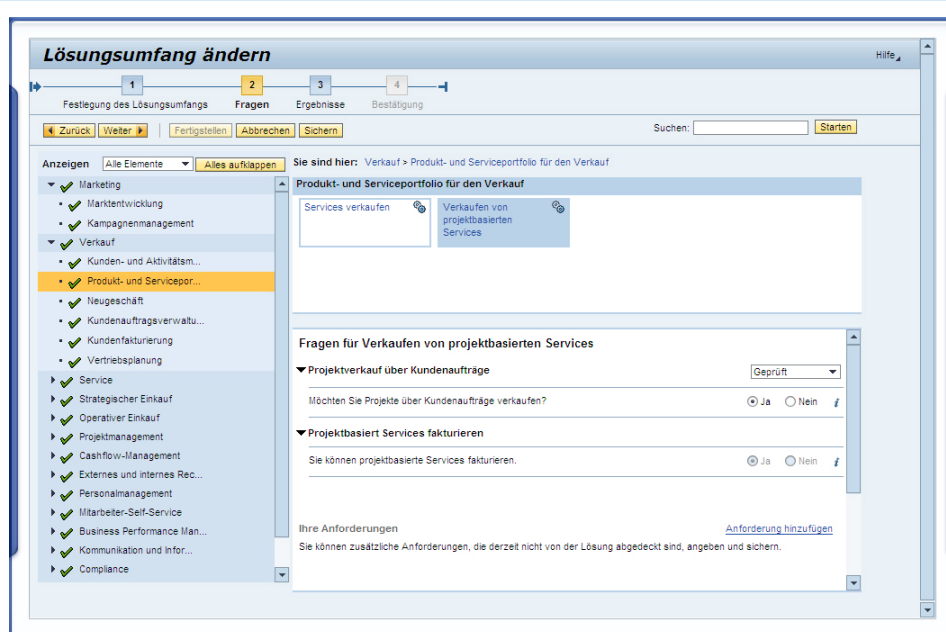 Lösungsumfang ändern
Hilfe
1 2 3 4
Festlegung des Lösungsumfangs Fragen Ergebnisse Bestätigung
Zurück Weiter Fertigstellen Abbrechen Sichern Suchen: Starten
Anzeigen Alle Elemente Alles aufklappen
Marketing
Marktentwicklung
Kampagnenmanagement
Verkauf
Kunden- und Aktivitätsm...
Produkt- und Servicepor...
Neugeschäft
Kundenauftragsverwaltu...
Kundenfakturierung
Vertriebsplanung
Service
Strategischer Einkauf
Operativer Einkauf
Projektmanagement
Cashflow-Management
Externes und internes Rec...
Personalmanagement
Mitarbeiter-Self-Service
Business Performance Man...
Kommunikation und Infor...
Compliance
Sie sind hier: Verkauf > Produkt- und Serviceportfolio für den Verkauf
Produkt- und Serviceportfolio für den Verkauf
Services verkaufen
Verkaufen von
projektbasierten
Services
Fragen für Verkaufen von projektbasierten Services
Projektverkauf über Kundenaufträge Geprüft
Möchten Sie Projekte über Kundenaufträge verkaufen? Ja Nein i
Projektbasiert Services fakturieren
Sie können projektbasierte Services fakturieren. Ja Nein i
Ihre Anforderungen Anforderung hinzufügen
Sie können zusätzliche Anforderungen, die derzeit nicht von der Lösung abgedeckt sind, angeben und sichern.